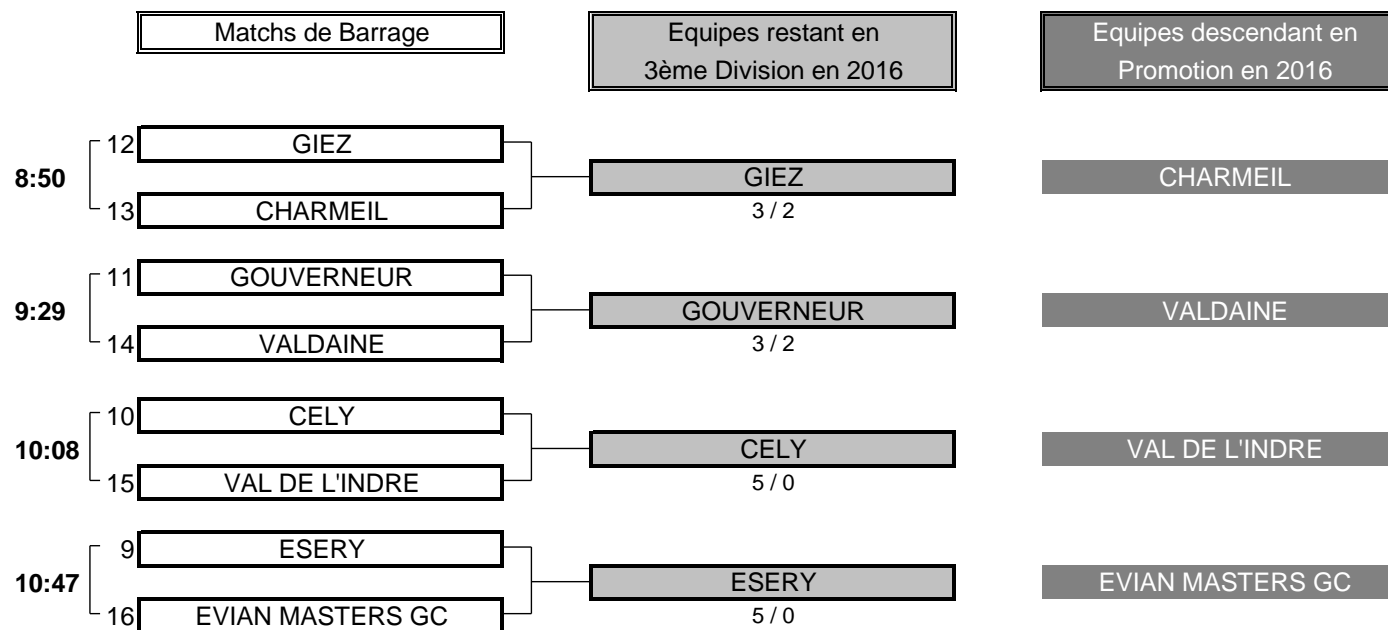 Matchs de Barrage
Equipes restant en
3ème Division en 2016
Equipes descendant en
Promotion en 2016
12 GIEZ
8:50
GIEZ
CHARMEIL
13 CHARMEIL
3 / 2
11 GOUVERNEUR
9:29
GOUVERNEUR
VALDAINE
14 VALDAINE
3 / 2
10 CELY
10:08
CELY
VAL DE L'INDRE
15 VAL DE L'INDRE
5 / 0
9 ESERY
10:47
ESERY
EVIAN MASTERS GC
16 EVIAN MASTERS GC
5 / 0